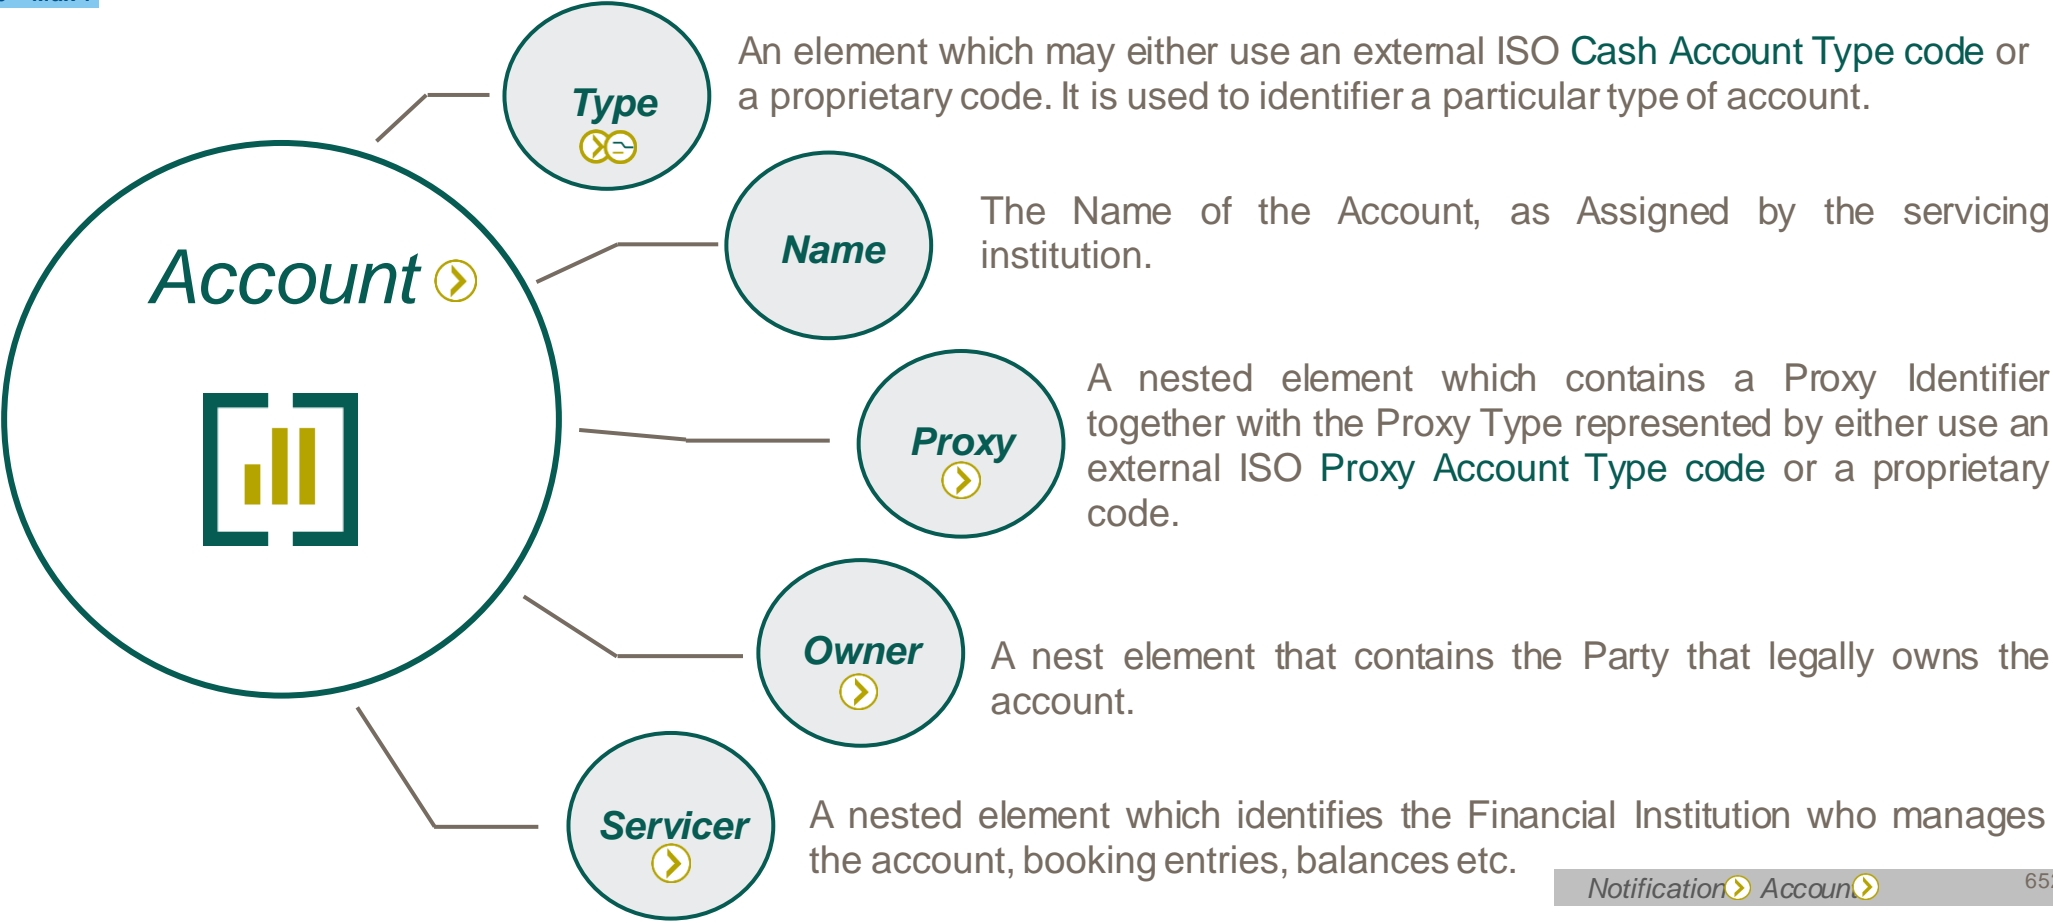 Type
An element which may either use an external ISO Cash Account Type code or
a proprietary code. It is used to identifier a particular type of account.
Account
Name
The Name of the Account, as Assigned by the servicing
institution.
Proxy
A nested element which contains a Proxy Identifier
together with the Proxy Type represented by either use an
external ISO Proxy Account Type code or a proprietary
code.
Owner
A nest element that contains the Party that legally owns the
account.
Servicer
A nested element which identifies the Financial Institution who manages
the account, booking entries, balances etc.
Notification Accoun
652